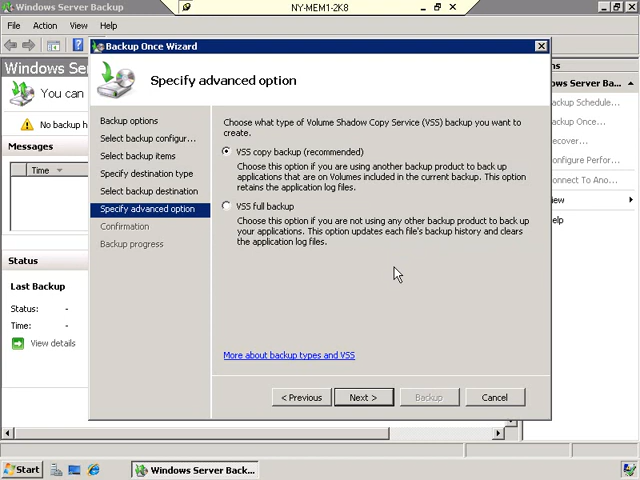 Windows Server Backup
NY-MEM1-2K8
File Action View Help
Windows Se
You can
No backup h
Messages
Time
Status
Last Backup
Status: -
Time: -
View details
Backup Once Wizard
Specify advanced option
Backup options
Select backup configur...
Select backup items
Specify destination type
Select backup destination
Specify advanced option
Confirmation
Backup progress
Choose what type of Volume Shadow Copy Service (VSS) backup you want to
create.
VSS copy backup (recommended)
Choose this option if you are using another backup product to back up
applications that are on Volumes included in the current backup. This option
retains the application log files.
VSS full backup
Choose this option if you are not using any other backup product to back up
your applications. This option updates each file's backup history and clears
the application log files.
More about backup types and VSS
< Previous
Next >
Backup
Cancel
ns
ows Server Ba...
ackup Schedule...
ackup Once...
ecover...
onfigure Perfor...
onnect To Ano...
iew
elp
Start
Windows Server Back...